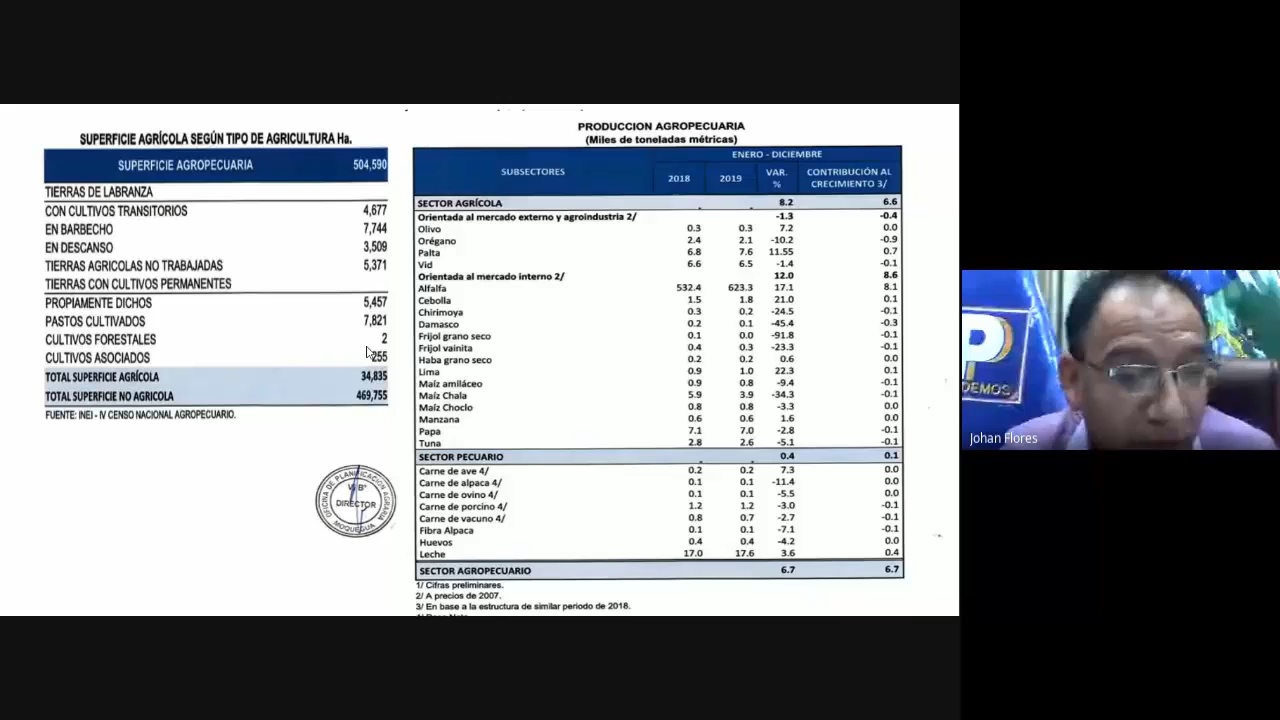 SUPERFICIE AGRÍCOLA SEGÚN TIPO DE AGRICULTURA Ha.
SUPERFICIE AGROPECUARIA 504,590
TIERRAS DE LABRANZA
CON CULTIVOS TRANSITORIOS 4,677
EN BARBECHO 7,744
EN DESCANSO 3,509
TIERRAS AGRICOLAS NO TRABAJADAS 5,371
TIERRAS CON CULTIVOS PERMANENTES
PROPIAMENTE DICHOS 5,457
PASTOS CULTIVADOS 7,821
CULTIVOS FORESTALES 2
CULTIVOS ASOCIADOS 255
TOTAL SUPERFICIE AGRÍCOLA 34,835
TOTAL SUPERFICIE NO AGRICOLA 469,755
FUENTE: INEI - IV CENSO NACIONAL AGROPECUARIO.
OFICINA DE PLANIFICACION AGRARIA
V°B°
DIRECTOR
MOQUEGUA
PRODUCCION AGROPECUARIA
(Miles de toneladas métricas)
SUBSECTORES
ENERO - DICIEMBRE
2018 2019 VAR. % CONTRIBUCIÓN AL CRECIMIENTO 3/
SECTOR AGRÍCOLA - - 8.2 6.6
Orientada al mercado externo y agroindustria 2/ -1.3 -0.4
Olivo 0.3 0.3 7.2 0.0
Orégano 2.4 2.1 -10.2 -0.9
Palta 6.8 7.6 11.55 0.7
Vid 6.6 6.5 -1.4 -0.1
Orientada al mercado interno 2/ 12.0 8.6
Alfalfa 532.4 623.3 17.1 8.1
Cebolla 1.5 1.8 21.0 0.1
Chirimoya 0.3 0.2 -24.5 -0.1
Damasco 0.2 0.1 -45.4 -0.3
Frijol grano seco 0.1 0.0 -91.8 -0.1
Frijol vainita 0.4 0.3 -23.3 -0.1
Haba grano seco 0.2 0.2 0.6 0.0
Lima 0.9 1.0 22.3 0.1
Maíz amiláceo 0.9 0.8 -9.4 -0.1
Maíz Chala 5.9 3.9 -34.3 -0.1
Maíz Choclo 0.8 0.8 -3.3 0.0
Manzana 0.6 0.6 1.6 0.0
Papa 7.1 7.0 -2.8 -0.1
Tuna 2.8 2.6 -5.1 -0.1
SECTOR PECUARIO - - 0.4 0.1
Carne de ave 4/ 0.2 0.2 7.3 0.0
Carne de alpaca 4/ 0.1 0.1 -11.4 0.0
Carne de ovino 4/ 0.1 0.1 -5.5 0.0
Carne de porcino 4/ 1.2 1.2 -3.0 -0.1
Carne de vacuno 4/ 0.8 0.7 -2.7 -0.1
Fibra Alpaca 0.1 0.1 -7.1 -0.1
Huevos 0.4 0.4 -4.2 0.0
Leche 17.0 17.6 3.6 0.4
SECTOR AGROPECUARIO 6.7 6.7
1/ Cifras preliminares.
2/ A precios de 2007.
3/ En base a la estructura de similar periodo de 2018.
P
DEMOS
Johan Flores